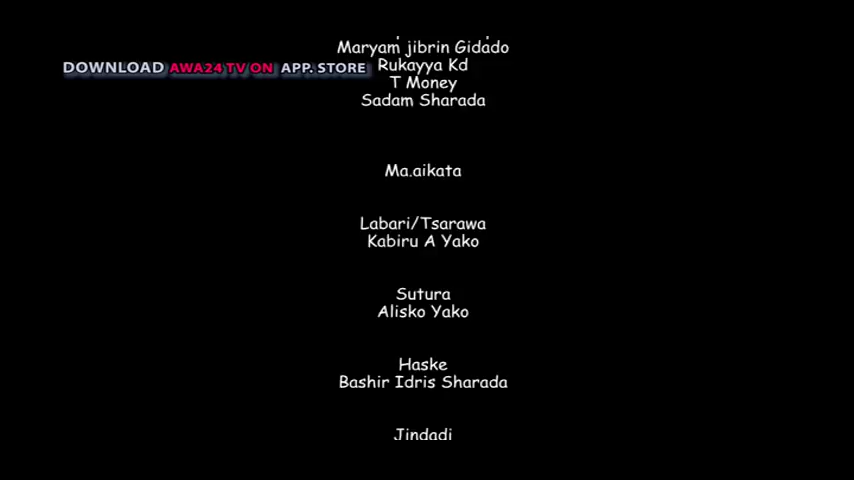 Maryam jibrin Gidado
DOWNLOAD AWA24 TV ON APP. STORE
Rukayya Kd
T Money
Sadam Sharada
Ma.aikata
Labari/Tsarawa
Kabiru A Yako
Sutura
Alisko Yako
Haske
Bashir Idris Sharada
Jindadi